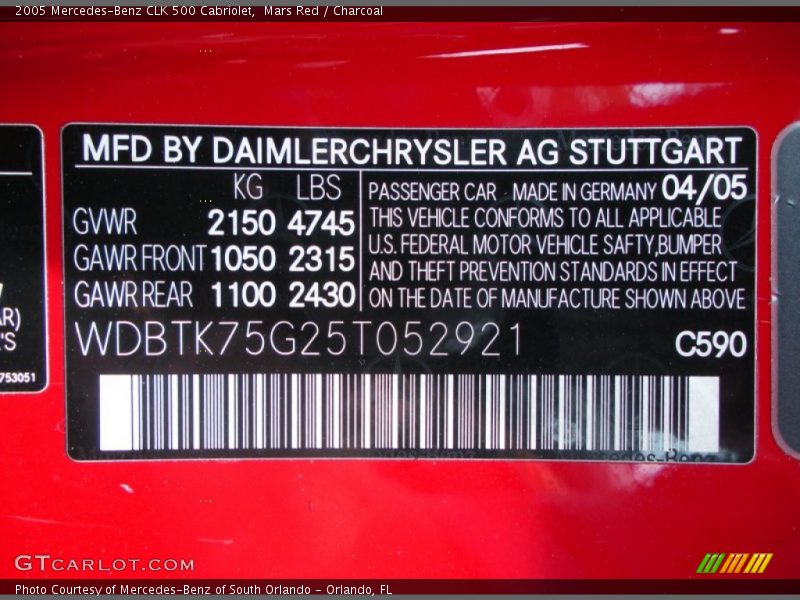 2005 Mercedes-Benz CLK 500 Cabriolet, Mars Red / Charcoal
MFD BY DAIMLERCHRYSLER AG STUTTGART
KG LBS
GVWR 2150 4745
GAWR FRONT 1050 2315
GAWR REAR 1100 2430
PASSENGER CAR MADE IN GERMANY 04/05
THIS VEHICLE CONFORMS TO ALL APPLICABLE
U.S. FEDERAL MOTOR VEHICLE SAFTY,BUMPER
AND THEFT PREVENTION STANDARDS IN EFFECT
ON THE DATE OF MANUFACTURE SHOWN ABOVE
WDBTK75G25T052921
C590
AR)
'S
753051
GTCARLOT.COM
Photo Courtesy of Mercedes-Benz of South Orlando - Orlando, FL